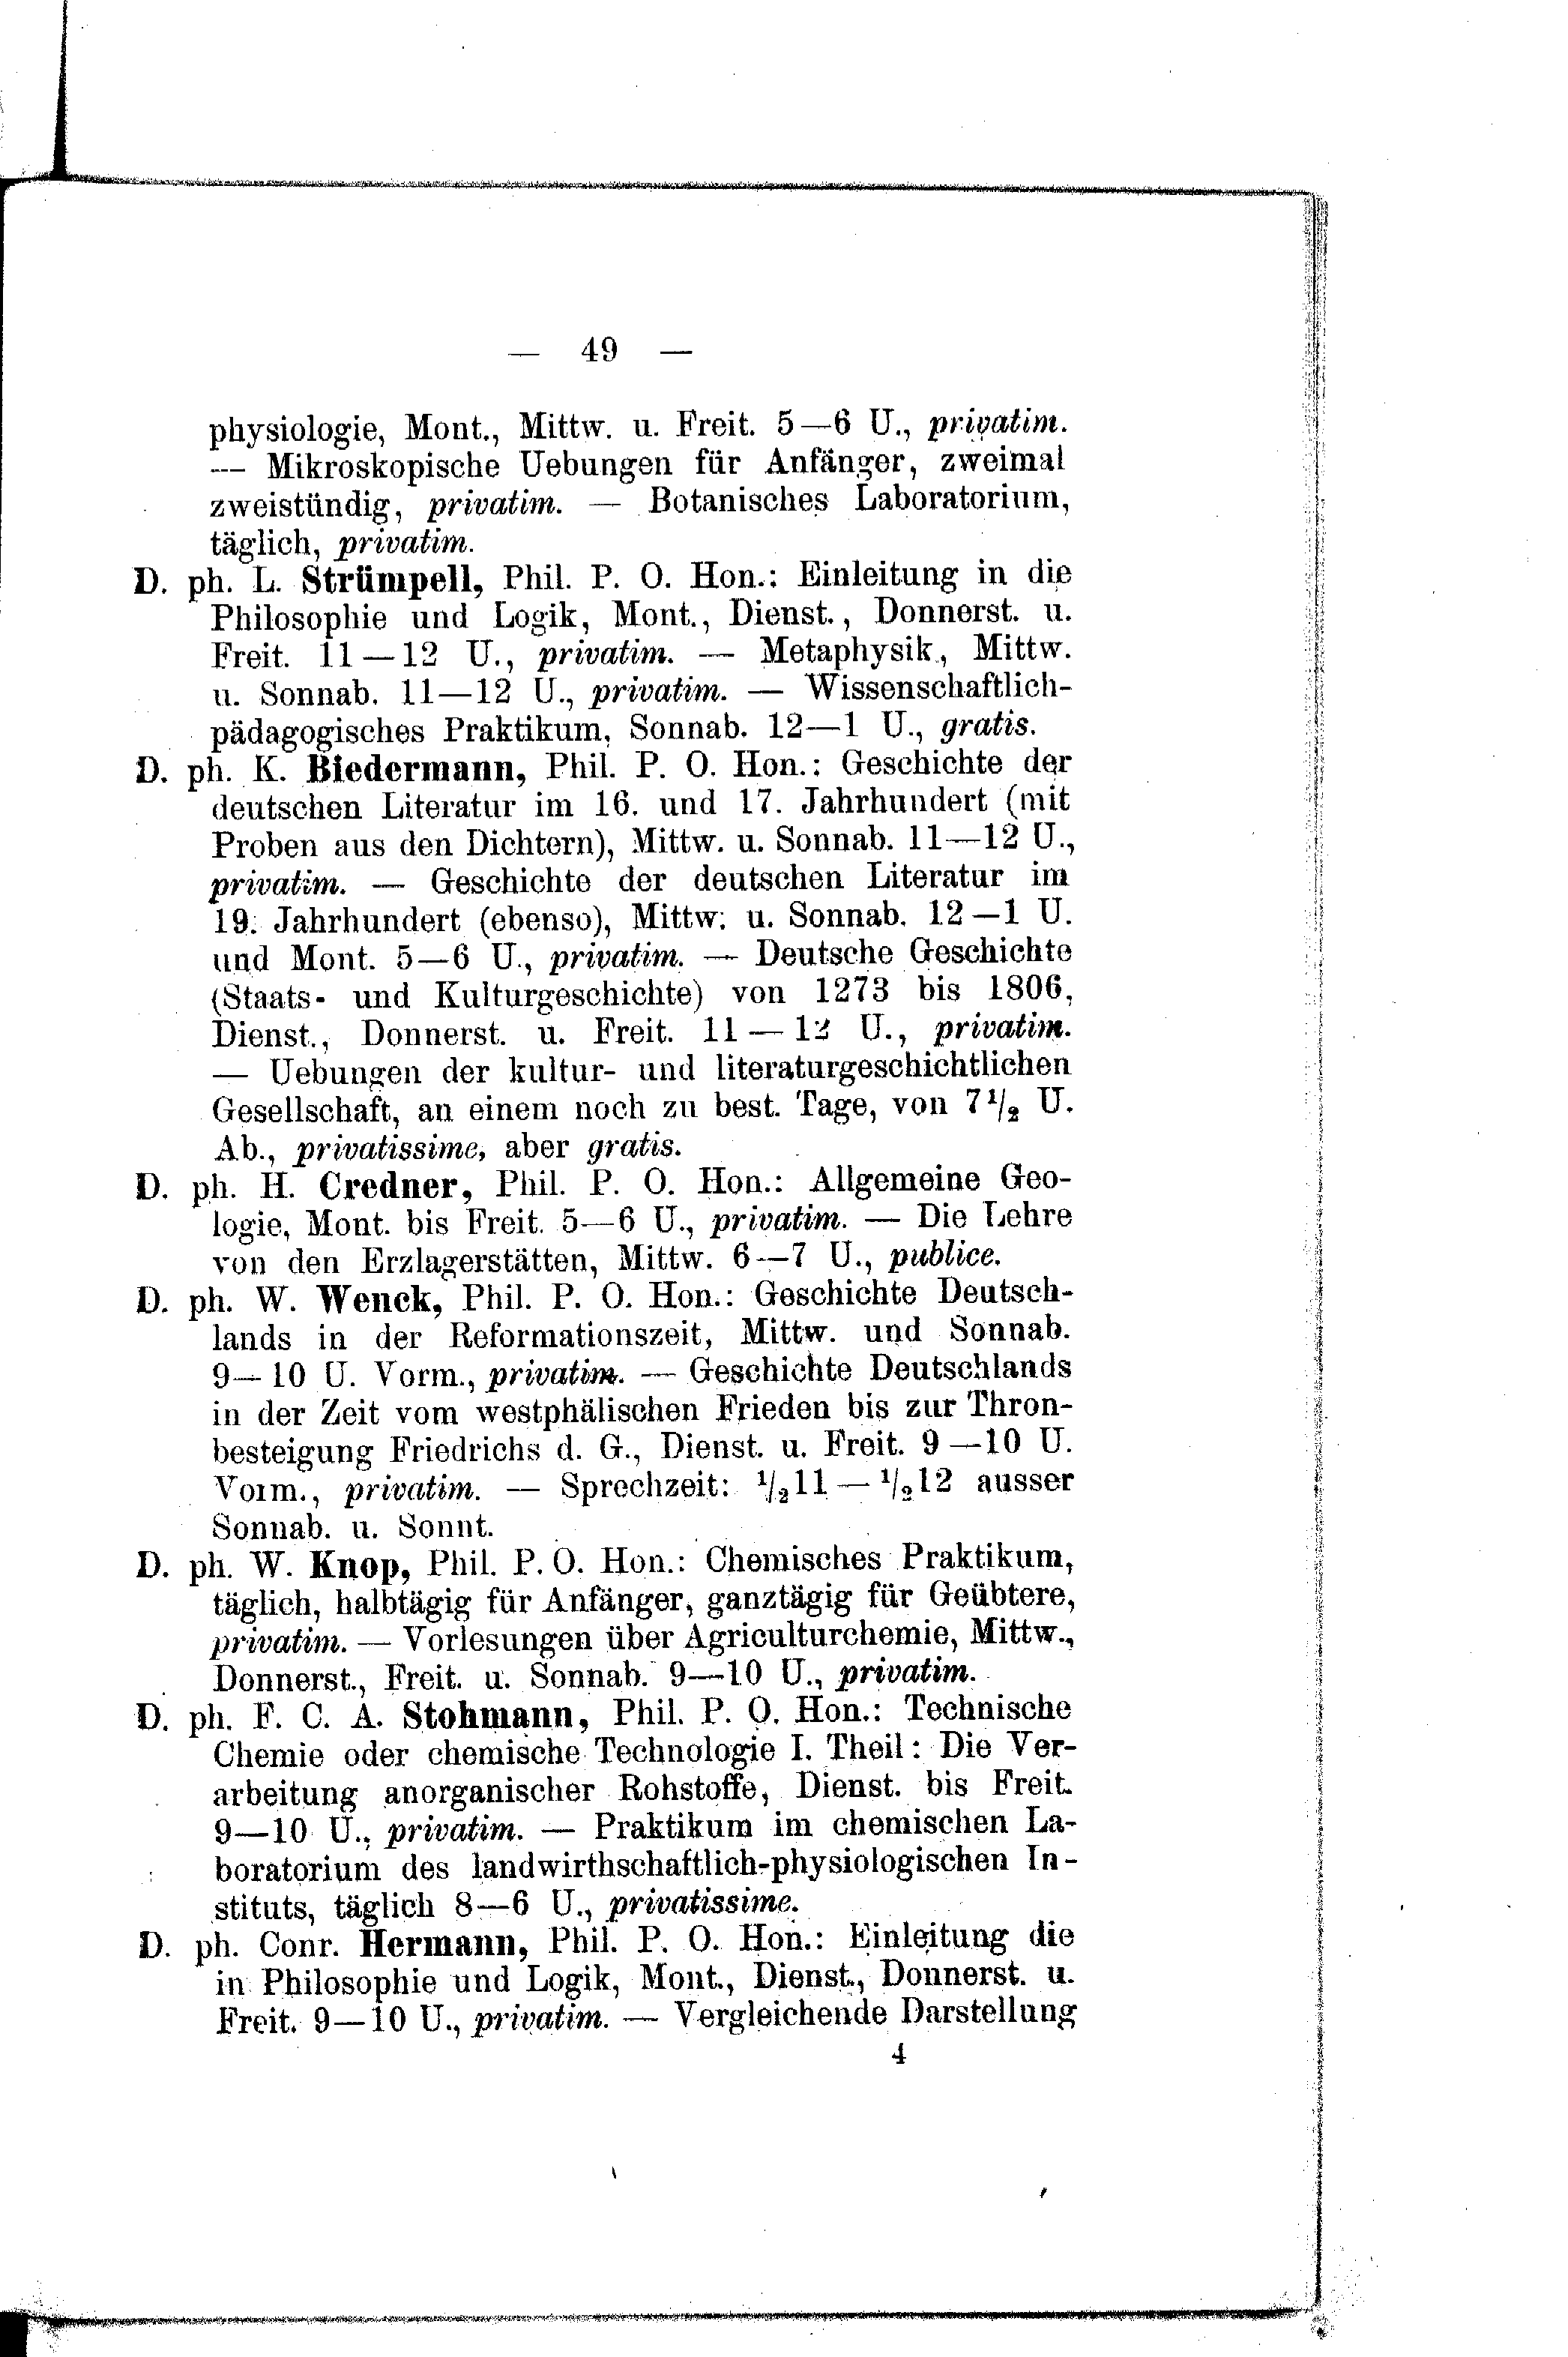 — 49 —
physiologie, Mont., Mittw. u. Freit. 5—6 U., privatim.
— Mikroskopische Uebungen für Anfänger, zweimal
zweistündig, privatim. — Botanisches Laboratorium,
täglich, privatim.
D. ph. L. Strümpell, Phil. P. O. Hon.: Einleitung in die
Philosophie und Logik, Mont., Dienst., Donnerst. u.
Freit. 11—12 U., privatim. — Metaphysik, Mittw.
u. Sonnab. 11—12 U., privatim. — Wissenschaftlich-
pädagogisches Praktikum, Sonnab. 12—1 U., gratis.
D. ph. K. Biedermann, Phil. P. O. Hon.: Geschichte der
deutschen Literatur im 16. und 17. Jahrhundert (mit
Proben aus den Dichtern), Mittw. u. Sonnab. 11—12 U.,
privatim. — Geschichte der deutschen Literatur im
19. Jahrhundert (ebenso), Mittw. u. Sonnab. 12—1 U.
und Mont. 5—6 U., privatim. — Deutsche Geschichte
(Staats- und Kulturgeschichte) von 1273 bis 1806,
Dienst., Donnerst. u. Freit. 11—12 U., privatim.
— Uebungen der kultur- und literaturgeschichtlichen
Gesellschaft, an einem noch zu best. Tage, von 7 1/2 U.
Ab., privatissime, aber gratis.
D. ph. H. Credner, Phil. P. O. Hon.: Allgemeine Geo-
logie, Mont. bis Freit. 5—6 U., privatim. — Die Lehre
von den Erzlagerstätten, Mittw. 6—7 U., publice.
D. ph. W. Wenck, Phil. P. O. Hon.: Geschichte Deutsch-
lands in der Reformationszeit, Mittw. und Sonnab.
9—10 U. Vorm., privatim. — Geschichte Deutschlands
in der Zeit vom westphälischen Frieden bis zur Thron-
besteigung Friedrichs d. G., Dienst. u. Freit. 9—10 U.
Vorm., privatim. — Sprechzeit: 1/2 11 — 1/2 12 ausser
Sonnab. u. Sonnt.
D. ph. W. Knop, Phil. P. O. Hon.: Chemisches Praktikum,
täglich, halbtägig für Anfänger, ganztägig für Geübtere,
privatim. — Vorlesungen über Agriculturchemie, Mittw.,
Donnerst., Freit. u. Sonnab. 9—10 U., privatim.
D. ph. F. C. A. Stohmann, Phil. P. O. Hon.: Technische
Chemie oder chemische Technologie I. Theil: Die Ver-
arbeitung anorganischer Rohstoffe, Dienst. bis Freit.
9—10 U., privatim. — Praktikum im chemischen La-
boratorium des landwirthschaftlich-physiologischen In-
stituts, täglich 8—6 U., privatissime.
D. ph. Conr. Hermann, Phil. P. O. Hon.: Einleitung die
in Philosophie und Logik, Mont., Dienst., Donnerst. u.
Freit. 9—10 U., privatim. — Vergleichende Darstellung
4